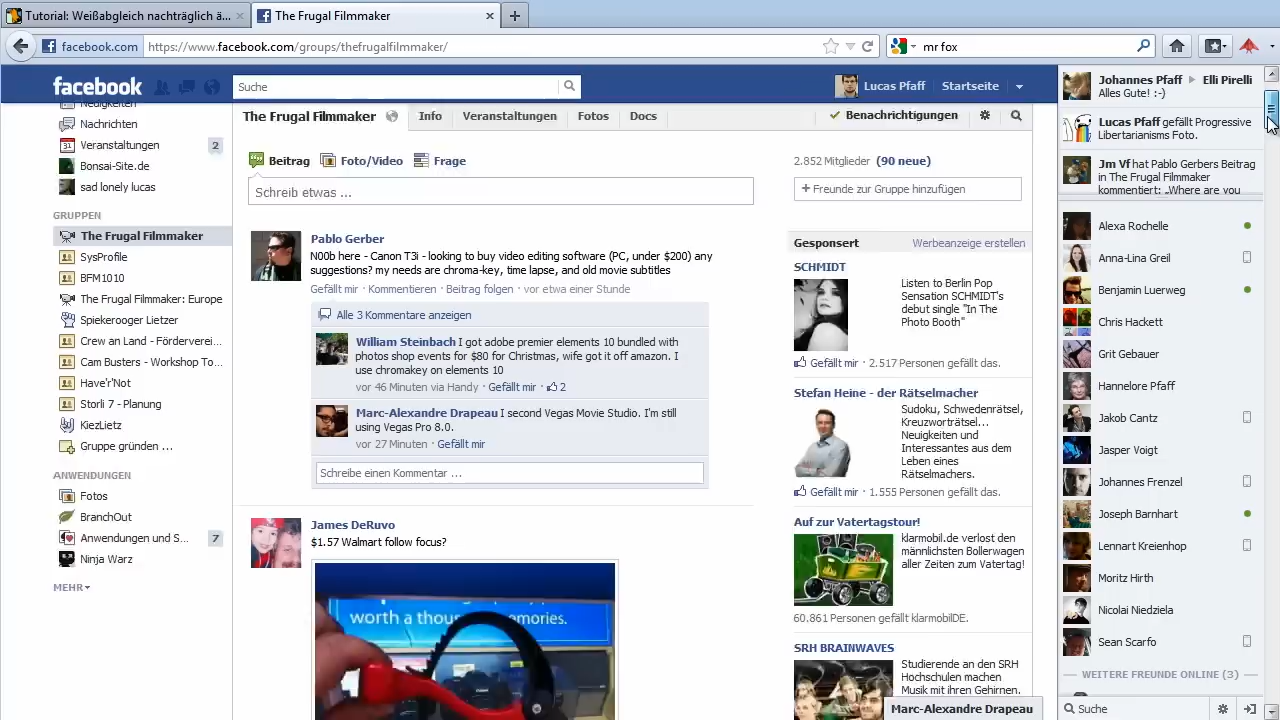 Tutorial: Weißabgleich nachträglich ä...
The Frugal Filmmaker
facebook.com
https://www.facebook.com/groups/thefrugalfilmmaker/
mr fox
facebook
Suche
Lucas Pfaff
Startseite
Neuigkeiten
Nachrichten
Veranstaltungen 2
Bonsai-Site.de
sad lonely lucas
GRUPPEN
The Frugal Filmmaker
SysProfile
BFM1010
The Frugal Filmmaker: Europe
Spiekerooger Lietzer
Crew an Land - Förderverei...
Cam Busters - Workshop To...
Have'r'Not
Storli 7 - Planung
KiezLietz
Gruppe gründen ...
ANWENDUNGEN
Fotos
BranchOut
Anwendungen und S... 7
Ninja Warz
MEHR
The Frugal Filmmaker
Info
Veranstaltungen
Fotos
Docs
Benachrichtigungen
Beitrag
Foto/Video
Frage
Schreib etwas ...
Pablo Gerber
N00b here - Canon T3i - looking to buy video editing software (PC, under $200) any
suggestions? my needs are chroma-key, time lapse, and old movie subtitles
Gefällt mir · Kommentieren · Beitrag folgen · vor etwa einer Stunde
Alle 3 Kommentare anzeigen
William Steinbach I got adobe premier elements 10 bundled with
photos shop events for $80 for Christmas, wife got it off amazon. I
use chromakey on elements 10
vor 46 Minuten via Handy · Gefällt mir · 2
Marc-Alexandre Drapeau I second Vegas Movie Studio. I'm still
using Vegas Pro 8.0.
vor 27 Minuten · Gefällt mir
Schreibe einen Kommentar ...
James DeRuvo
$1.57 Walmart follow focus?
2.852 Mitglieder (90 neue)
+ Freunde zur Gruppe hinzufügen
Gesponsert
Werbeanzeige erstellen
SCHMIDT
Listen to Berlin Pop
Sensation SCHMIDT's
debut single "In The
Photo Booth"
Gefällt mir · 2.517 Personen gefällt das.
Stefan Heine - der Rätselmacher
Sudoku, Schwedenrätsel,
Kreuzworträtsel...
Neuigkeiten und
Interessantes aus dem
Leben eines
Rätselmachers.
Gefällt mir · 1.555 Personen gefällt das.
Auf zur Vatertagstour!
klarmobil.de verlost den
männlichsten Bollerwagen
aller Zeiten zum Vatertag!
60.861 Personen gefällt klarmobilDE.
SRH BRAINWAVES
Studierende an den SRH
Hochschulen machen
Musik mit ihren Gehirnen.
Marc-Alexandre Drapeau
Johannes Pfaff ▸ Elli Pirelli
Alles Gute! :-)
Lucas Pfaff gefällt Progressive
Libertarianisms Foto.
Jm Vf hat Pablo Gerbers Beitrag
in The Frugal Filmmaker
kommentiert: „Where are you
Alexa Rochelle
Anna-Lina Greil
Benjamin Luerweg
Chris Hackett
Grit Gebauer
Hannelore Pfaff
Jakob Cantz
Jasper Voigt
Johannes Frenzel
Joseph Barnhart
Lennart Kreienhop
Moritz Hirth
Nicolai Niedziela
Sean Scarfo
WEITERE FREUNDE ONLINE (3)
Suche